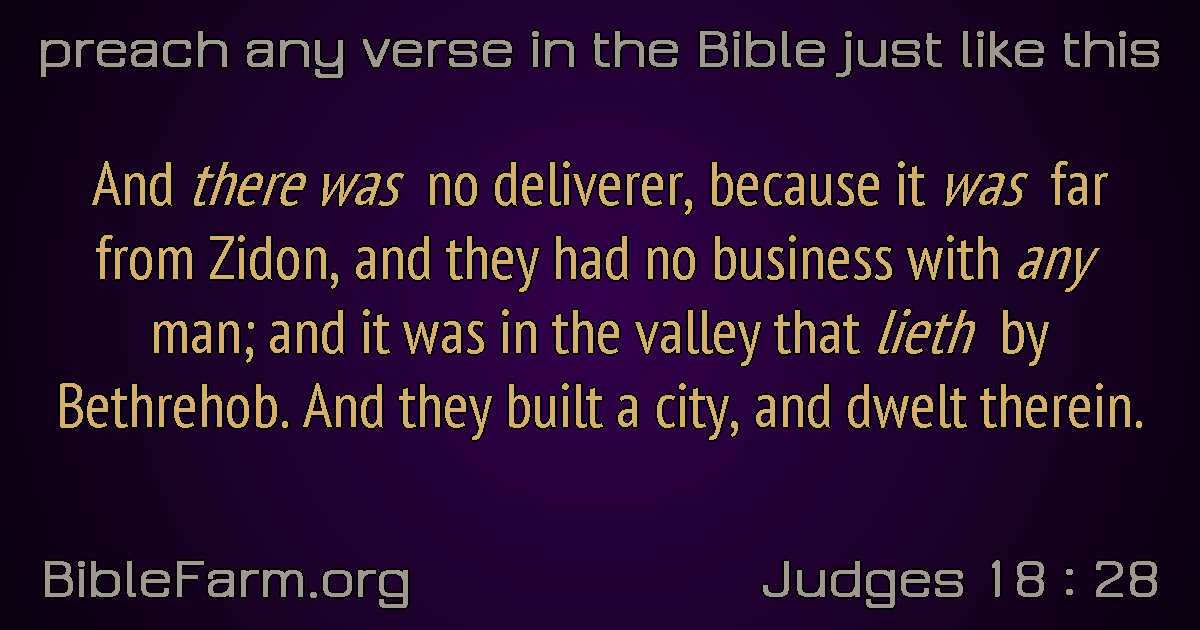 preach any verse in the Bible just like this
And there was no deliverer, because it was far
from Zidon, and they had no business with any
man; and it was in the valley that lieth by
Bethrehob. And they built a city, and dwelt therein.
BibleFarm.org
Judges 18 : 28